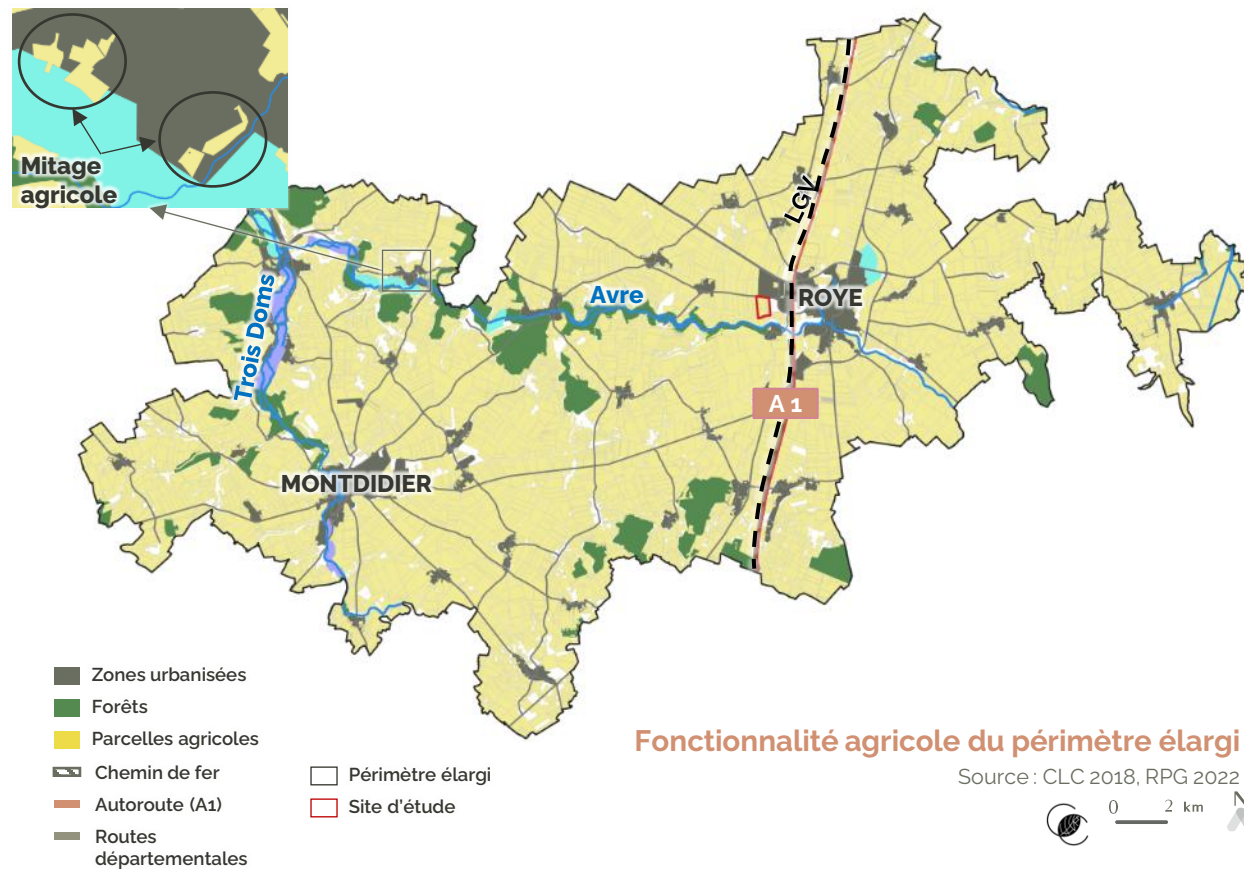 Mitage
agricole
LGV
Avre
ROYE
Trois Doms
A 1
MONTDIDIER
Zones urbanisées
Forêts
Parcelles agricoles
Chemin de fer
Autoroute (A1)
Routes
départementales
Périmètre élargi
Site d'étude
Fonctionnalité agricole du périmètre élargi
Source : CLC 2018, RPG 2022
0 2 km
N